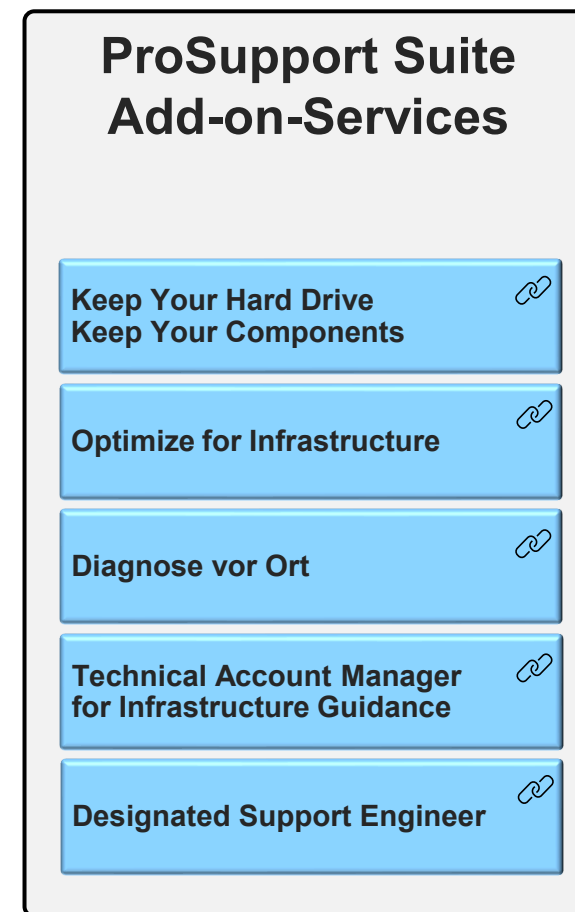 ProSupport Suite
Add-on-Services
Keep Your Hard Drive
Keep Your Components
Optimize for Infrastructure
Diagnose vor Ort
Technical Account Manager
for Infrastructure Guidance
Designated Support Engineer